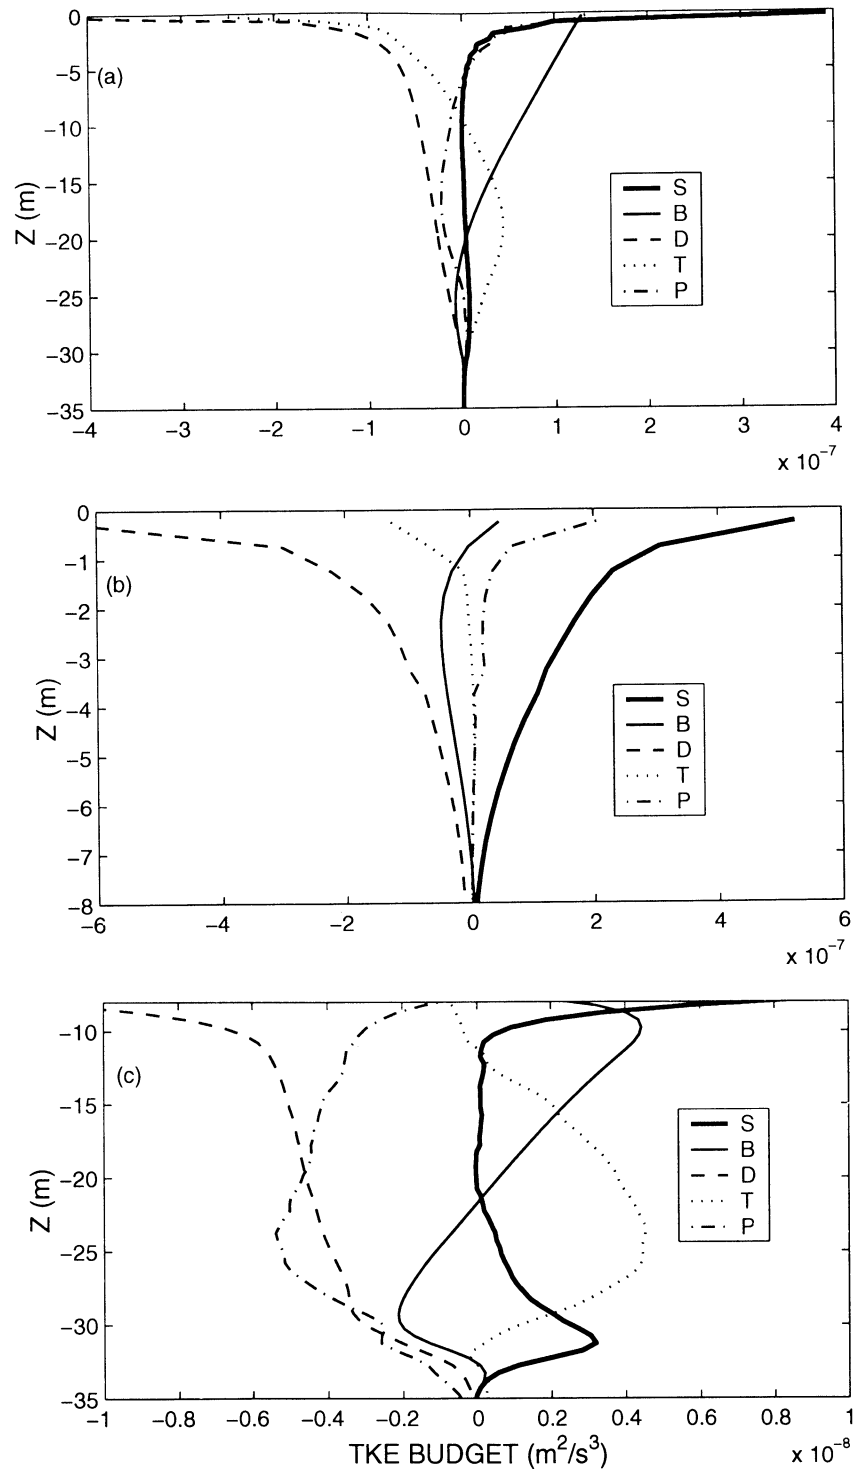 0
−5
(a)
−10
−15
Z (m)
−20
−25
−30
−35
S
B
D
T
P
−4 −3 −2 −1 0 1 2 3 4
x 10⁻⁷
0
−1
(b)
−2
−3
Z (m)
−4
−5
−6
−7
−8
S
B
D
T
P
−6 −4 −2 0 2 4 6
x 10⁻⁷
−10
(c)
−15
−20
Z (m)
−25
−30
−35
S
B
D
T
P
−1 −0.8 −0.6 −0.4 −0.2 0 0.2 0.4 0.6 0.8 1
TKE BUDGET (m²/s³)
x 10⁻⁸